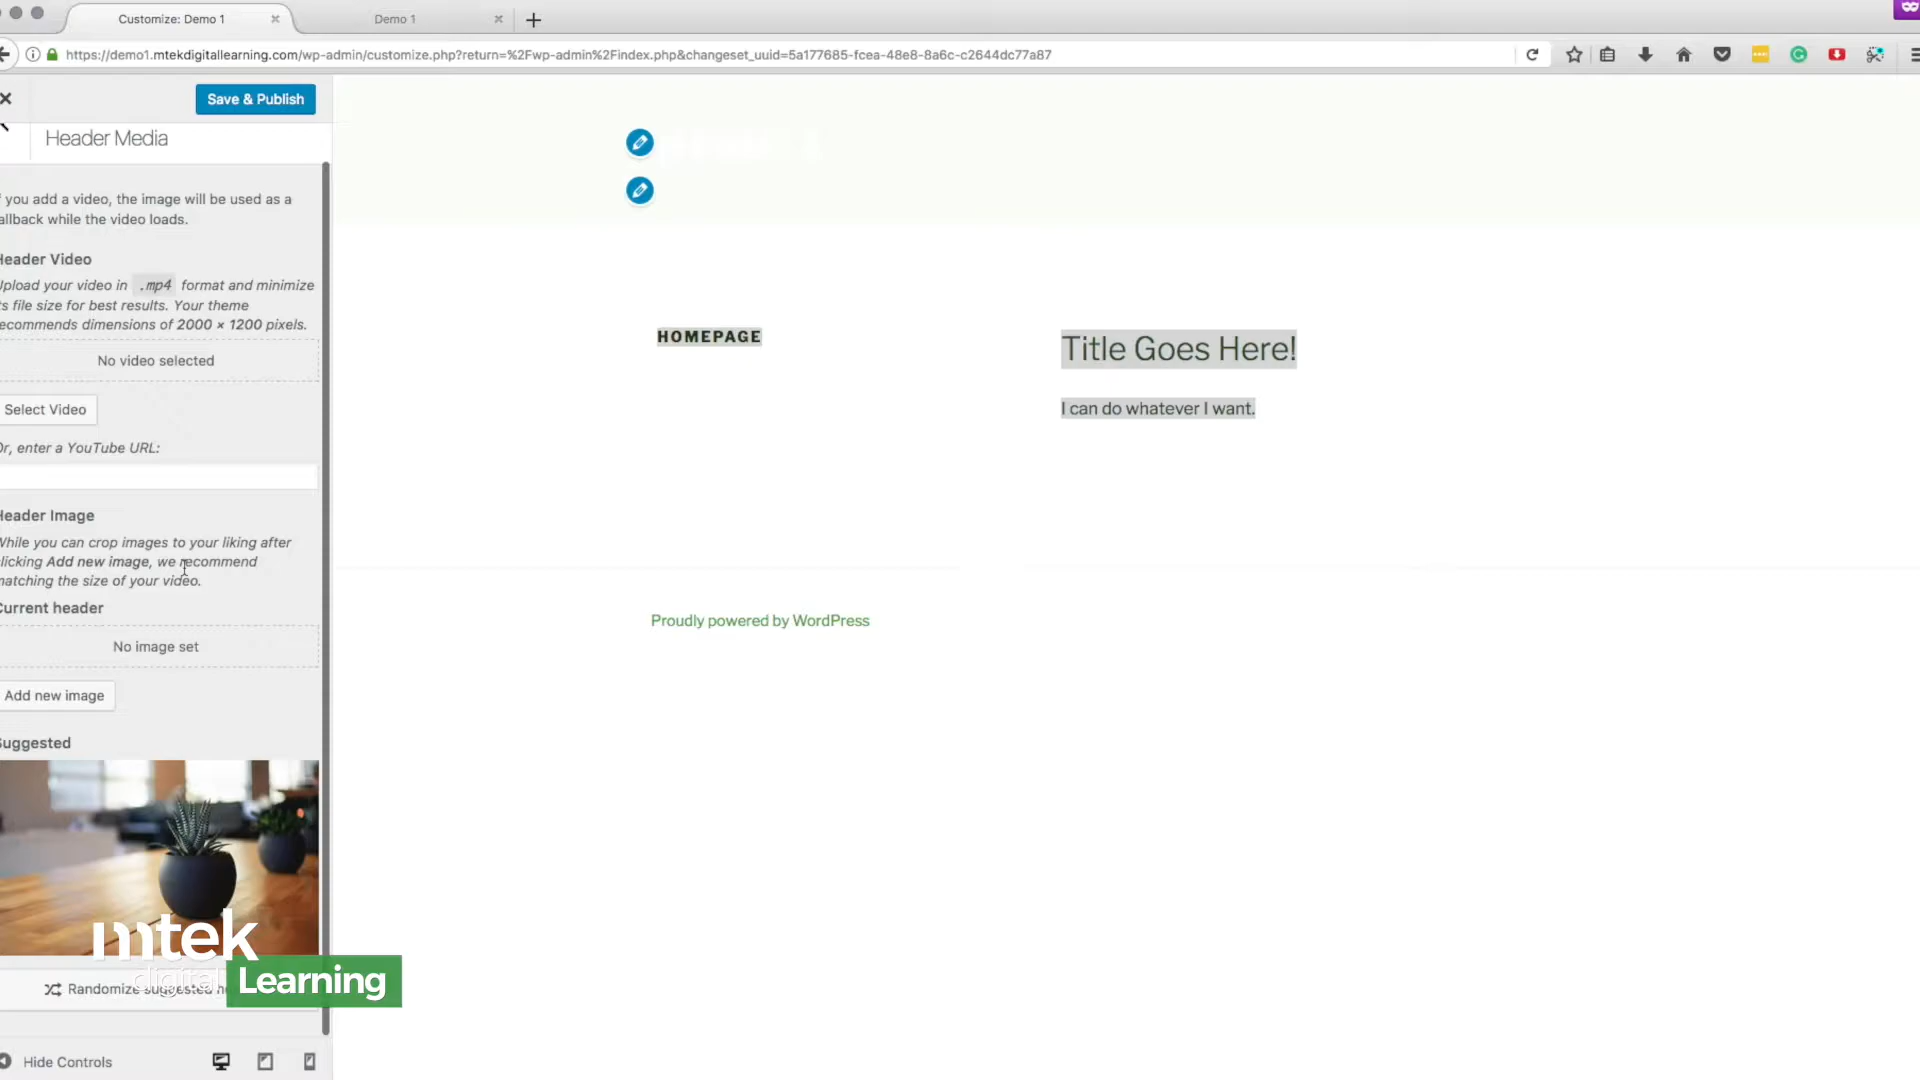 Customize: Demo 1
Demo 1
https://demo1.mtekdigitallearning.com/wp-admin/customize.php?return=%2Fwp-admin%2Findex.php&changeset_uuid=5a177685-fcea-48e8-8a6c-c2644dc77a87
Save & Publish
Header Media
f you add a video, the image will be used as a
allback while the video loads.
Header Video
Upload your video in .mp4 format and minimize
ts file size for best results. Your theme
ecommends dimensions of 2000 × 1200 pixels.
No video selected
Select Video
Or, enter a YouTube URL:
Header Image
While you can crop images to your liking after
licking Add new image, we recommend
matching the size of your video.
Current header
No image set
Add new image
Suggested
mtek
digital Learning
Randomize suggested
Hide Controls
HOMEPAGE
Title Goes Here!
I can do whatever I want.
Proudly powered by WordPress